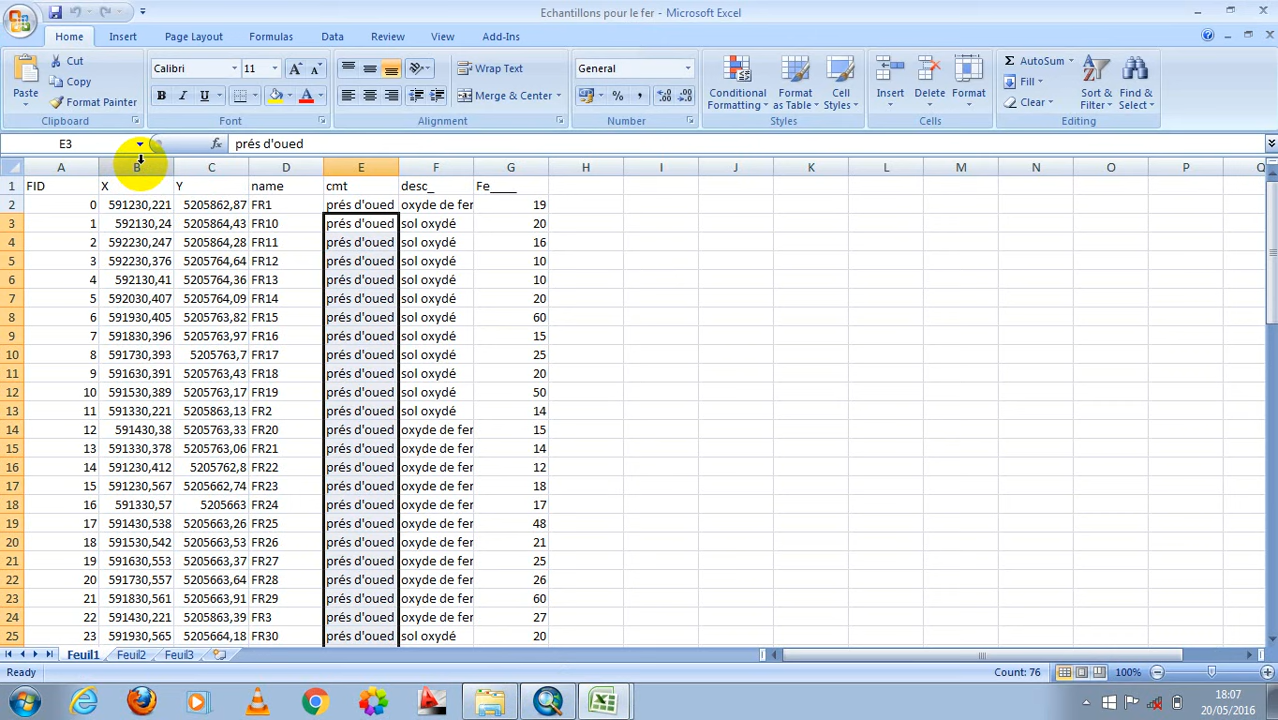 Echantillons pour le fer - Microsoft Excel
Home Insert Page Layout Formulas Data Review View Add-Ins
Paste Cut Copy Format Painter Clipboard
Calibri 11 Font
Wrap Text Merge & Center Alignment
General Number
Conditional Formatting Format as Table Cell Styles Styles
Insert Delete Format Cells
AutoSum Fill Clear Sort & Filter Find & Select Editing
E3 fx prés d'oued
A B C D E F G H I J K L M N O P Q
1 FID X Y name cmt desc_ Fe____
2 0 591230,221 5205862,87 FR1 prés d'oued oxyde de fer 19
3 1 592130,24 5205864,43 FR10 prés d'oued sol oxydé 20
4 2 592230,247 5205864,28 FR11 prés d'oued sol oxydé 16
5 3 592230,376 5205764,64 FR12 prés d'oued sol oxydé 10
6 4 592130,41 5205764,36 FR13 prés d'oued sol oxydé 10
7 5 592030,407 5205764,09 FR14 prés d'oued sol oxydé 20
8 6 591930,405 5205763,82 FR15 prés d'oued sol oxydé 60
9 7 591830,396 5205763,97 FR16 prés d'oued sol oxydé 15
10 8 591730,393 5205763,7 FR17 prés d'oued sol oxydé 25
11 9 591630,391 5205763,43 FR18 prés d'oued sol oxydé 20
12 10 591530,389 5205763,17 FR19 prés d'oued sol oxydé 50
13 11 591330,221 5205863,13 FR2 prés d'oued sol oxydé 14
14 12 591430,38 5205763,33 FR20 prés d'oued oxyde de fer 15
15 13 591330,378 5205763,06 FR21 prés d'oued oxyde de fer 14
16 14 591230,412 5205762,8 FR22 prés d'oued oxyde de fer 12
17 15 591230,567 5205662,74 FR23 prés d'oued oxyde de fer 18
18 16 591330,57 5205663 FR24 prés d'oued oxyde de fer 17
19 17 591430,538 5205663,26 FR25 prés d'oued oxyde de fer 48
20 18 591530,542 5205663,53 FR26 prés d'oued oxyde de fer 21
21 19 591630,553 5205663,37 FR27 prés d'oued oxyde de fer 25
22 20 591730,557 5205663,64 FR28 prés d'oued oxyde de fer 26
23 21 591830,561 5205663,91 FR29 prés d'oued oxyde de fer 60
24 22 591430,221 5205863,39 FR3 prés d'oued oxyde de fer 27
25 23 591930,565 5205664,18 FR30 prés d'oued sol oxydé 20
Feuil1 Feuil2 Feuil3
Ready Count: 76 100%
18:07
20/05/2016